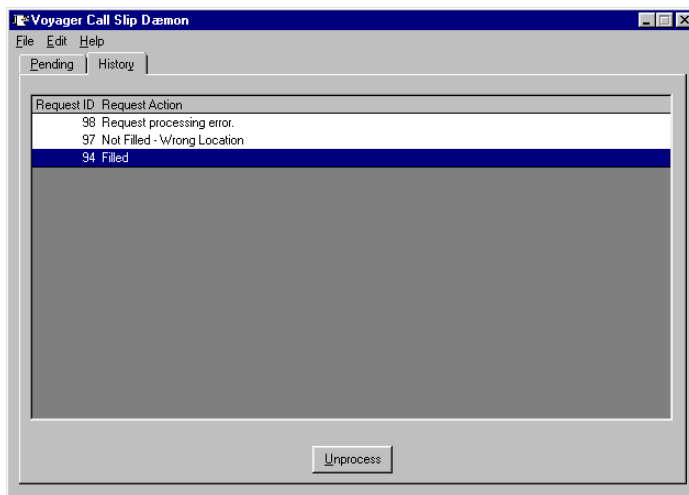 Voyager Call Slip Dæmon
File Edit Help
Pending History
Request ID Request Action
98 Request processing error.
97 Not Filled - Wrong Location
94 Filled
Unprocess